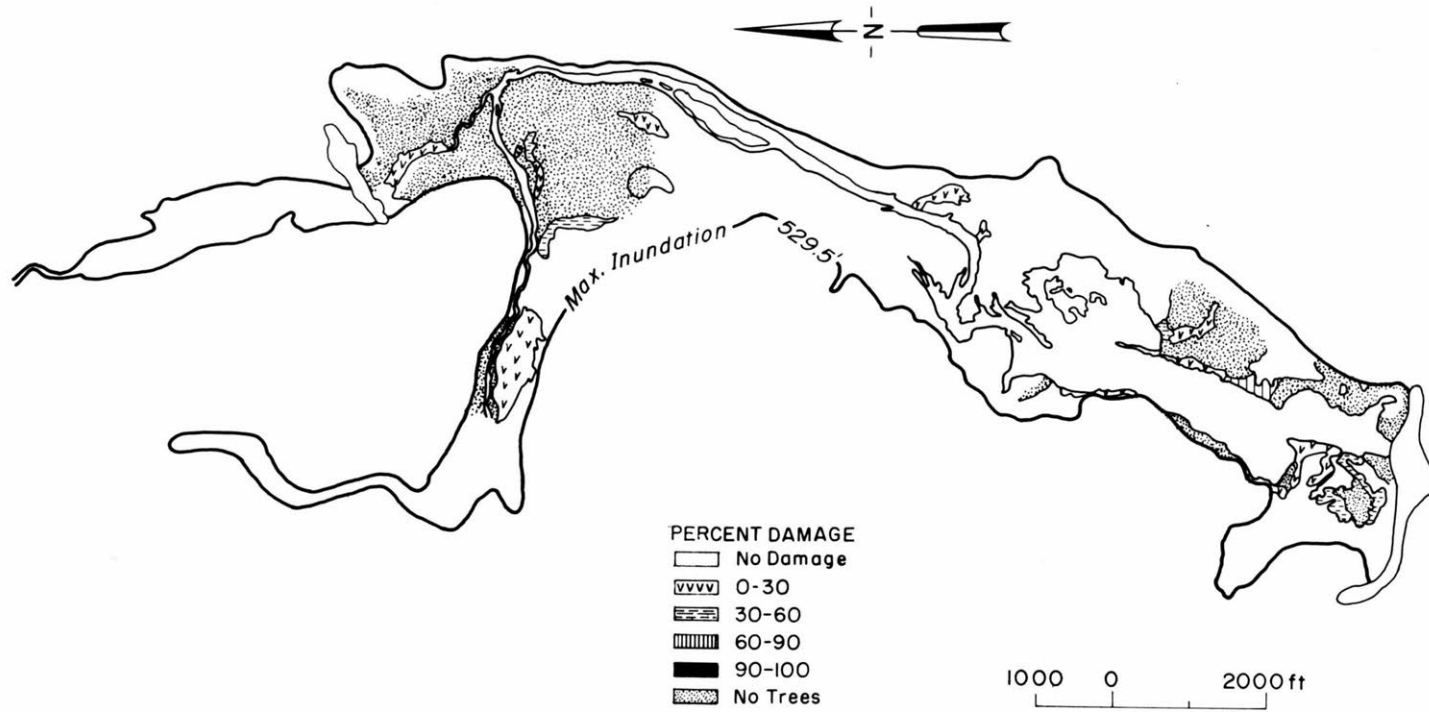 N
Max. Inundation
529.5'
PERCENT DAMAGE
No Damage
0-30
30-60
60-90
90-100
No Trees
1000 0 2000 ft